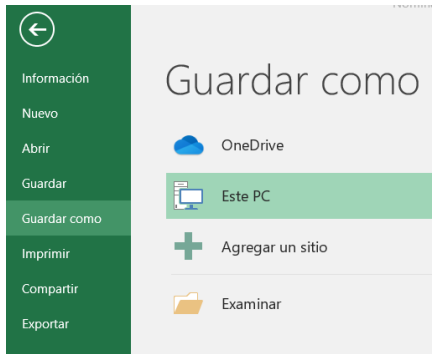 Información
Nuevo
Abrir
Guardar
Guardar como
Imprimir
Compartir
Exportar
Guardar como
OneDrive
Este PC
Agregar un sitio
Examinar